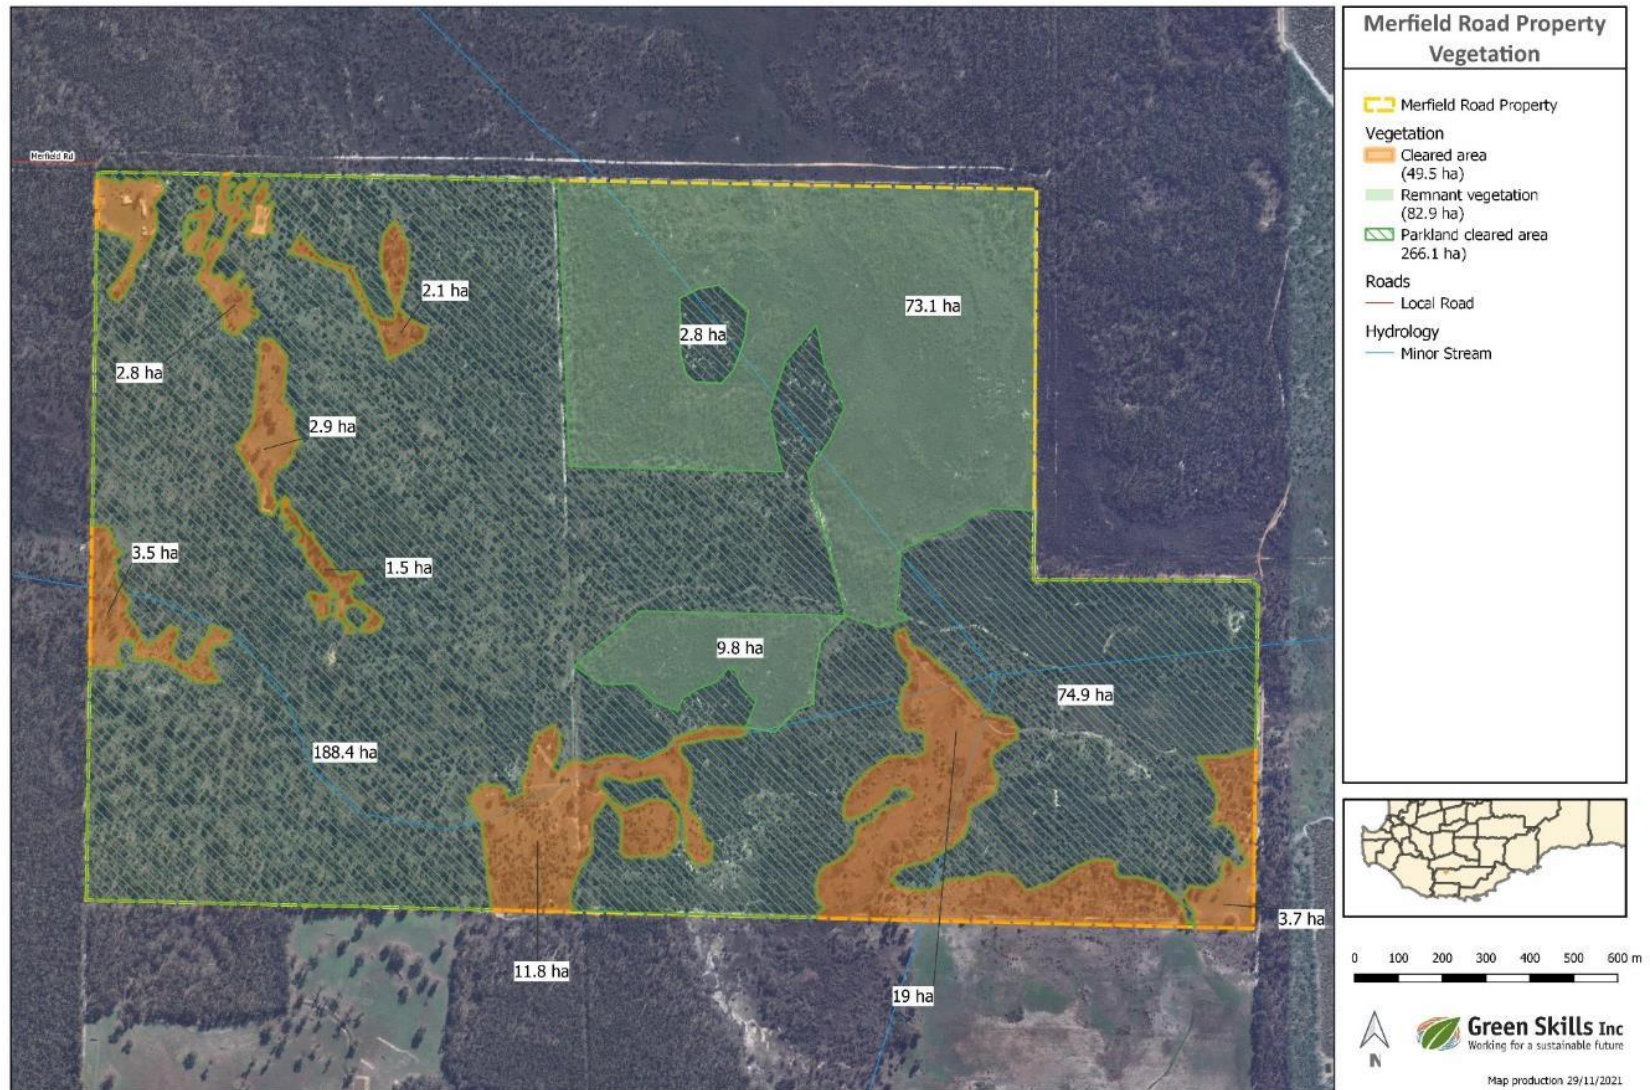 Merfield Road Property
Vegetation
Merfield Road Property
Vegetation
Cleared area
(49.5 ha)
Remnant vegetation
(82.9 ha)
Parkland cleared area
266.1 ha)
Roads
Local Road
Hydrology
Minor Stream
Merfield Rd
2.1 ha
73.1 ha
2.8 ha
2.8 ha
2.9 ha
3.5 ha
1.5 ha
9.8 ha
74.9 ha
188.4 ha
3.7 ha
11.8 ha
19 ha
0 100 200 300 400 500 600 m
N
Green Skills Inc
Working for a sustainable future
Map production 29/11/2021